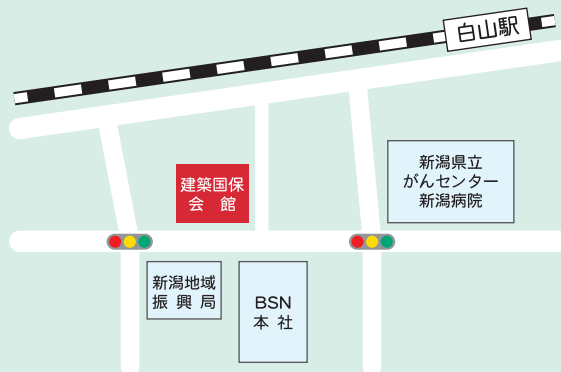 白山駅
新潟県立
がんセンター
新潟病院
建築国保
会館
新潟地域
振興局
BSN
本社